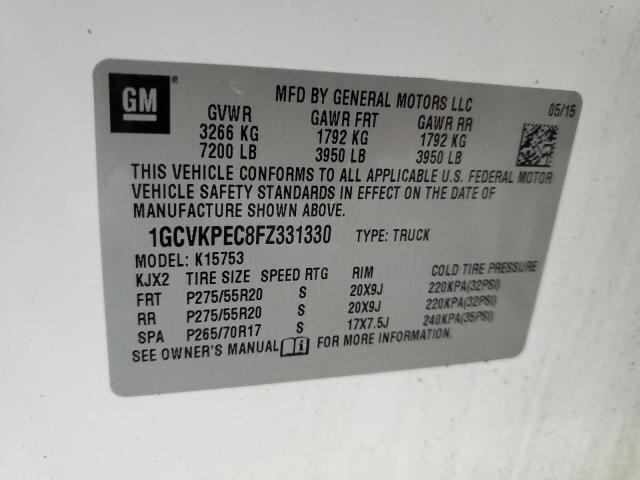 GM®
MFD BY GENERAL MOTORS LLC 05/15
GVWR GAWR FRT GAWR RR
3266 KG 1792 KG 1792 KG
7200 LB 3950 LB 3950 LB
THIS VEHICLE CONFORMS TO ALL APPLICABLE U.S. FEDERAL MOTOR
VEHICLE SAFETY STANDARDS IN EFFECT ON THE DATE OF
MANUFACTURE SHOWN ABOVE.
1GCVKPEC8FZ331330 TYPE: TRUCK
MODEL: K15753
KJX2 TIRE SIZE SPEED RTG RIM COLD TIRE PRESSURE
FRT P275/55R20 S 20X9J 220KPA(32PSI)
RR P275/55R20 S 20X9J 220KPA(32PSI)
SPA P265/70R17 S 17X7.5J 240KPA(35PSI)
SEE OWNER'S MANUAL i FOR MORE INFORMATION.